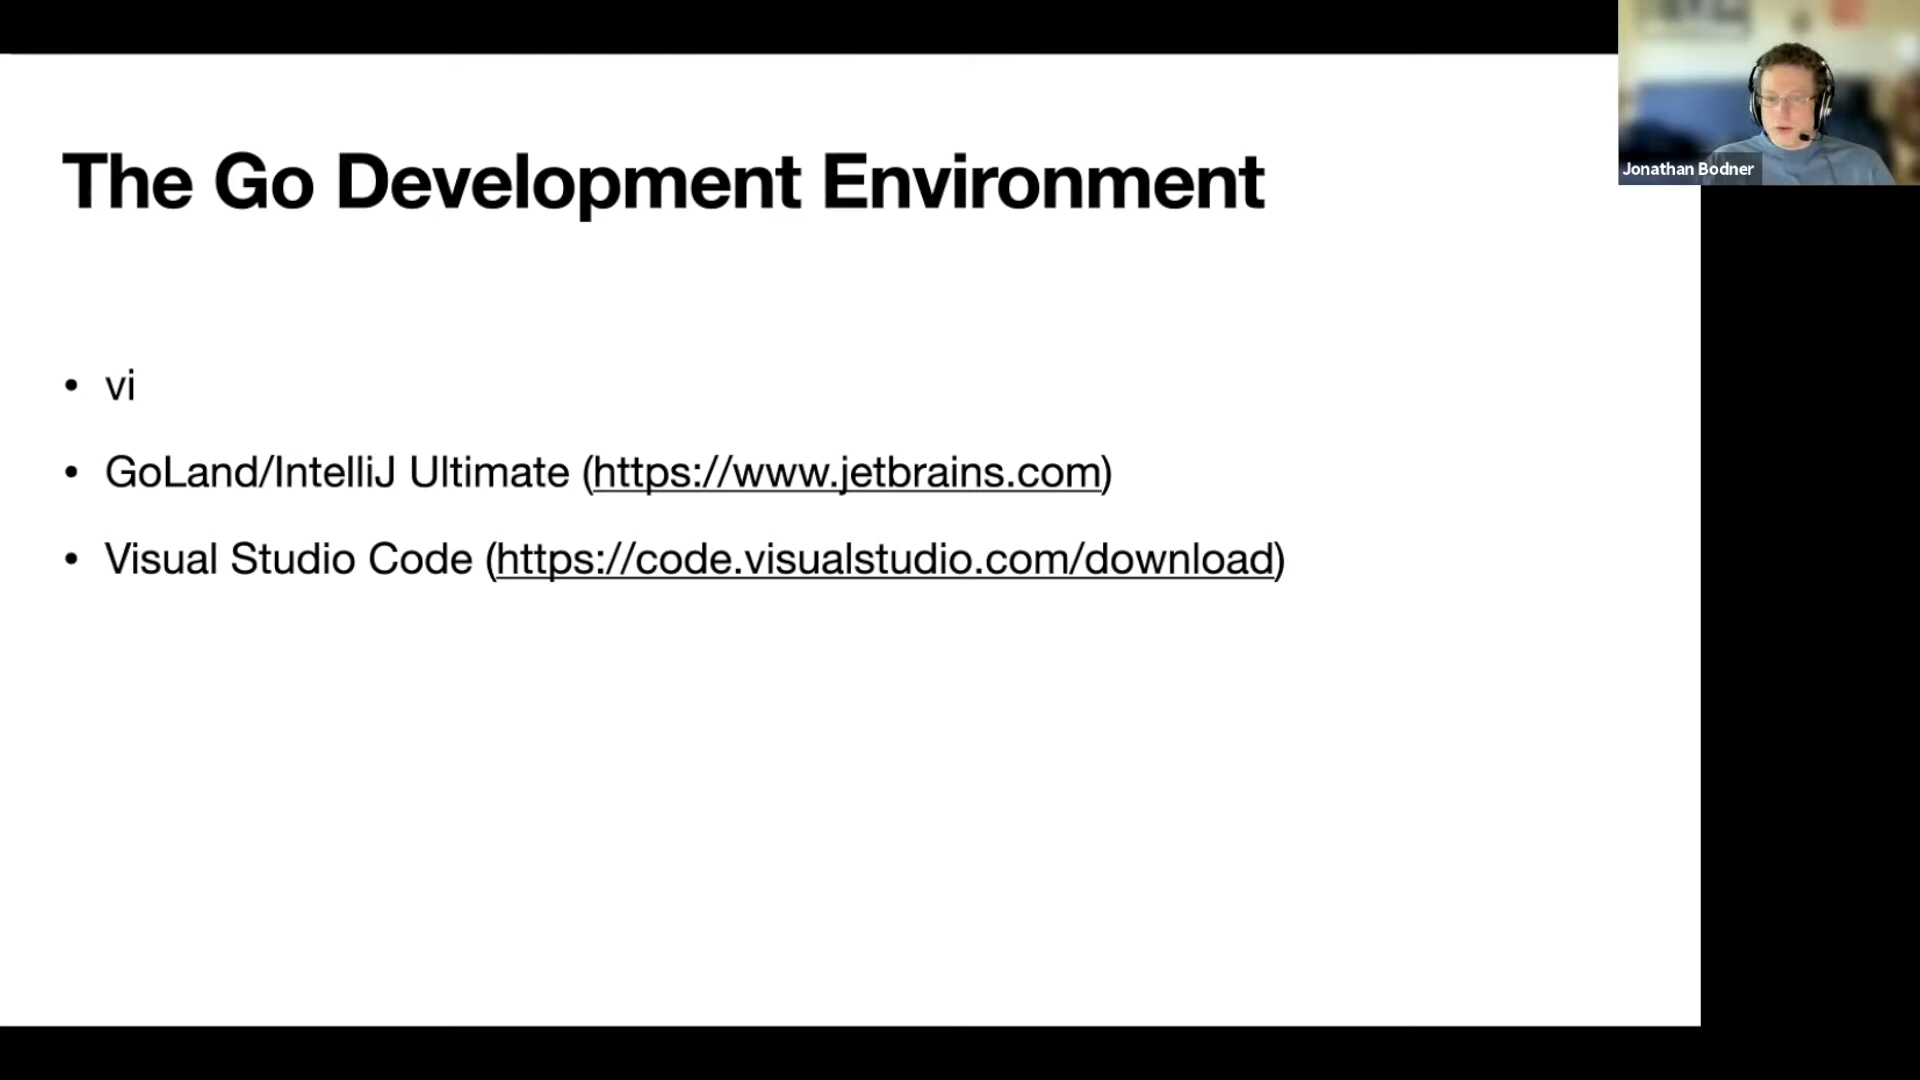 The Go Development Environment
• vi
• GoLand/IntelliJ Ultimate (https://www.jetbrains.com)
• Visual Studio Code (https://code.visualstudio.com/download)
Jonathan Bodner